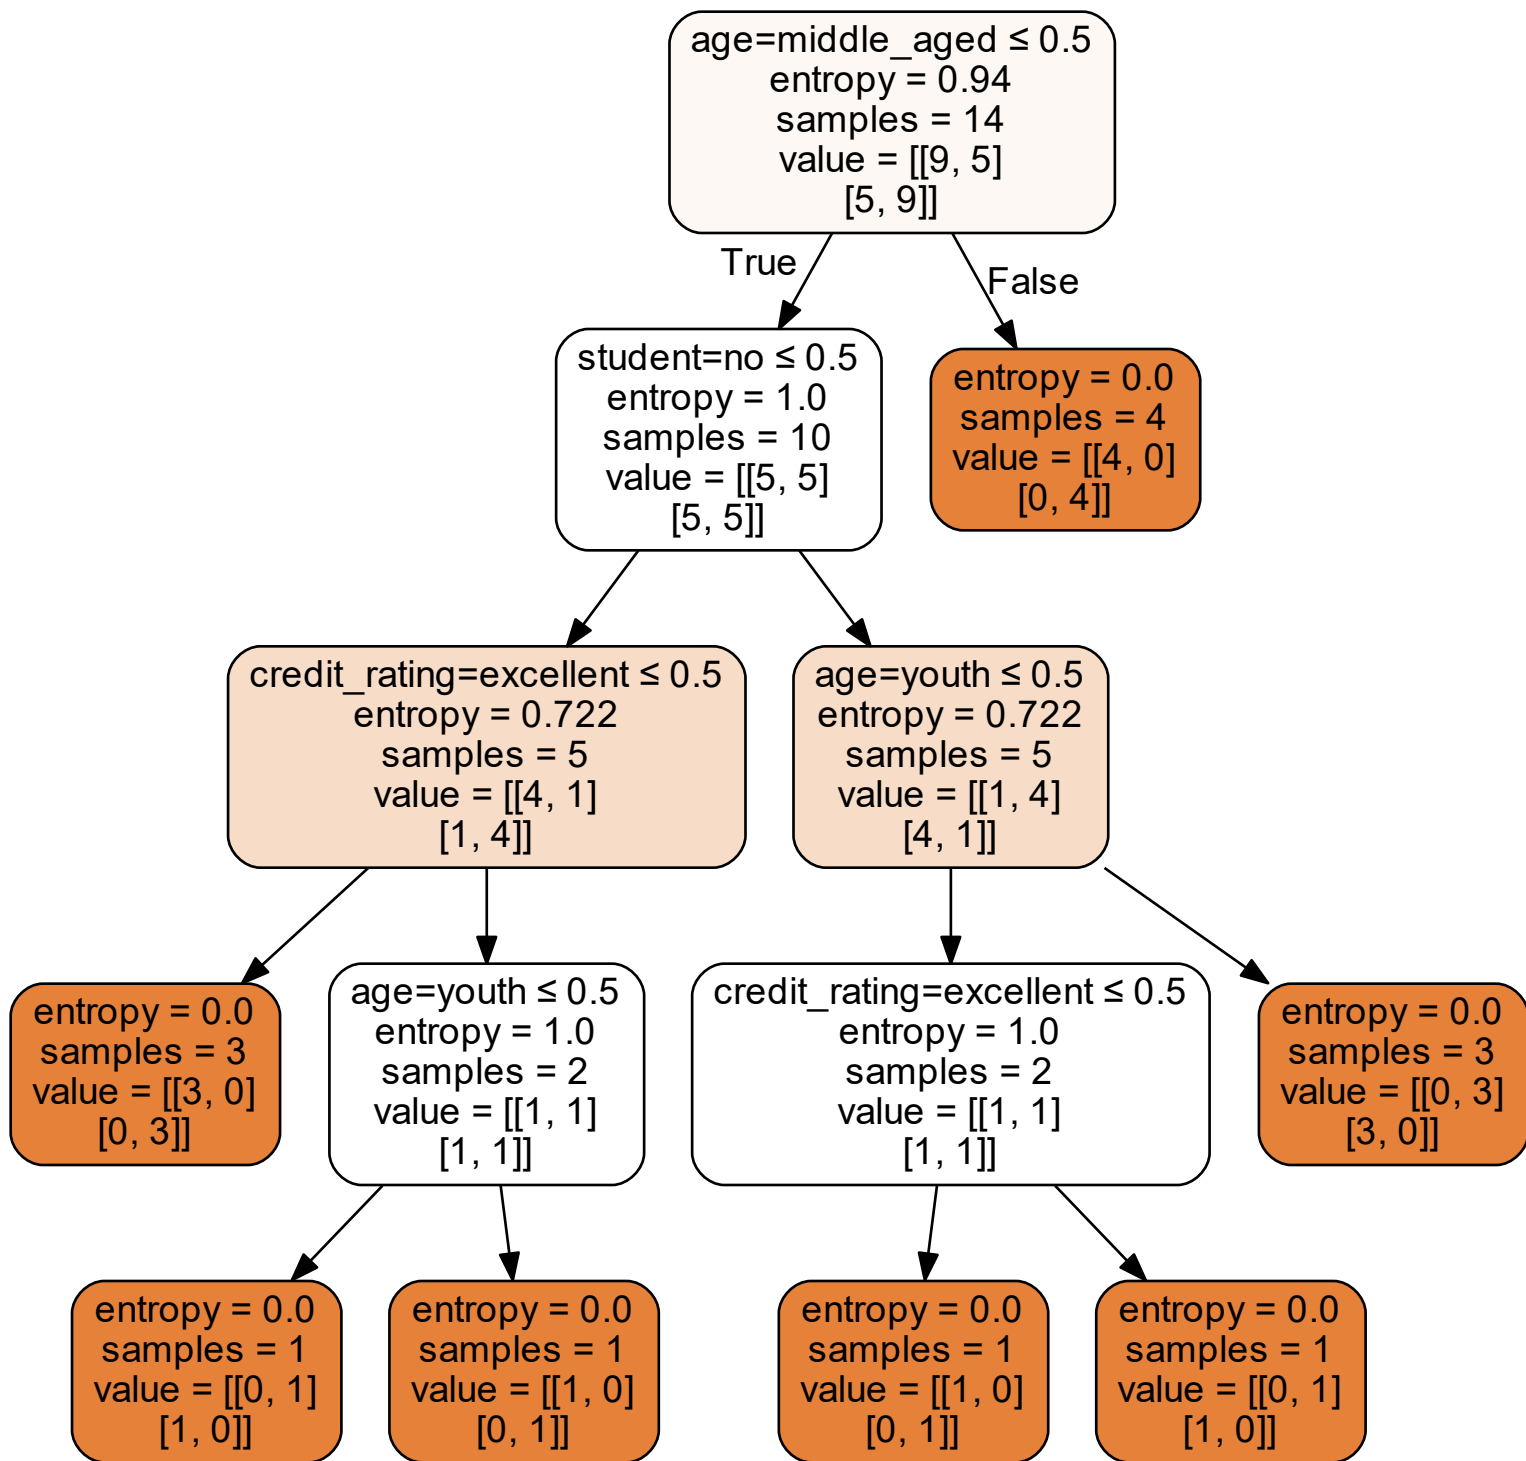 age=middle_aged ≤ 0.5
entropy = 0.94
samples = 14
value = [[9, 5]
[5, 9]]
True
False
student=no ≤ 0.5
entropy = 1.0
samples = 10
value = [[5, 5]
[5, 5]]
entropy = 0.0
samples = 4
value = [[4, 0]
[0, 4]]
credit_rating=excellent ≤ 0.5
entropy = 0.722
samples = 5
value = [[4, 1]
[1, 4]]
age=youth ≤ 0.5
entropy = 0.722
samples = 5
value = [[1, 4]
[4, 1]]
entropy = 0.0
samples = 3
value = [[3, 0]
[0, 3]]
age=youth ≤ 0.5
entropy = 1.0
samples = 2
value = [[1, 1]
[1, 1]]
credit_rating=excellent ≤ 0.5
entropy = 1.0
samples = 2
value = [[1, 1]
[1, 1]]
entropy = 0.0
samples = 3
value = [[0, 3]
[3, 0]]
entropy = 0.0
samples = 1
value = [[0, 1]
[1, 0]]
entropy = 0.0
samples = 1
value = [[1, 0]
[0, 1]]
entropy = 0.0
samples = 1
value = [[1, 0]
[0, 1]]
entropy = 0.0
samples = 1
value = [[0, 1]
[1, 0]]